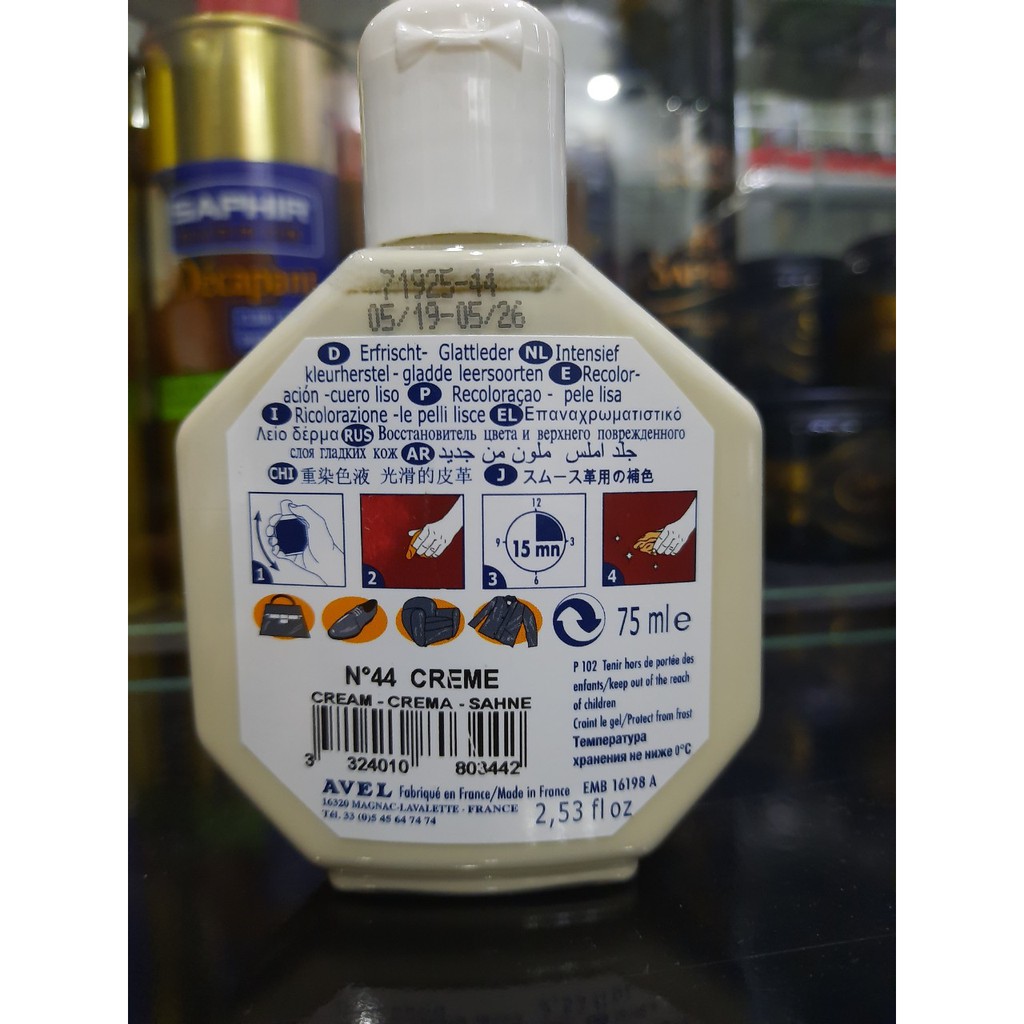 SAPHIR
Décapant
71925-44
05/19-05/26
D Erfrischt- Glattleder NL Intensief
kleurherstel - gladde leersoorten E Recolor-
ación -cuero liso P Recoloraçao - pele lisa
I Ricolorazione -le pelli lisce EL Επαναχρωματιστικό
Λείο δέρμα RUS Восстановитель цвета и верхнего поврежденного
слоя гладких кож AR جلد املس ملون من جديد
CHI 重染色液 光滑的皮革 J スムース革用の補色
1 2 12 3 6 9 15 mn 3 4
75 ml e
N°44 CREME
CREAM - CREMA - SAHNE
3 324010 803442
P 102 Tenir hors de portée des
enfants/keep out of the reach
of children
Craint le gel/Protect from frost
Температура
хранения не ниже 0°C
AVEL Fabriqué en France/Made in France EMB 16198 A
16320 MAGNAC-LAVALETTE - FRANCE
Tél. 33 (0)5 45 64 74 74
2,53 fl oz